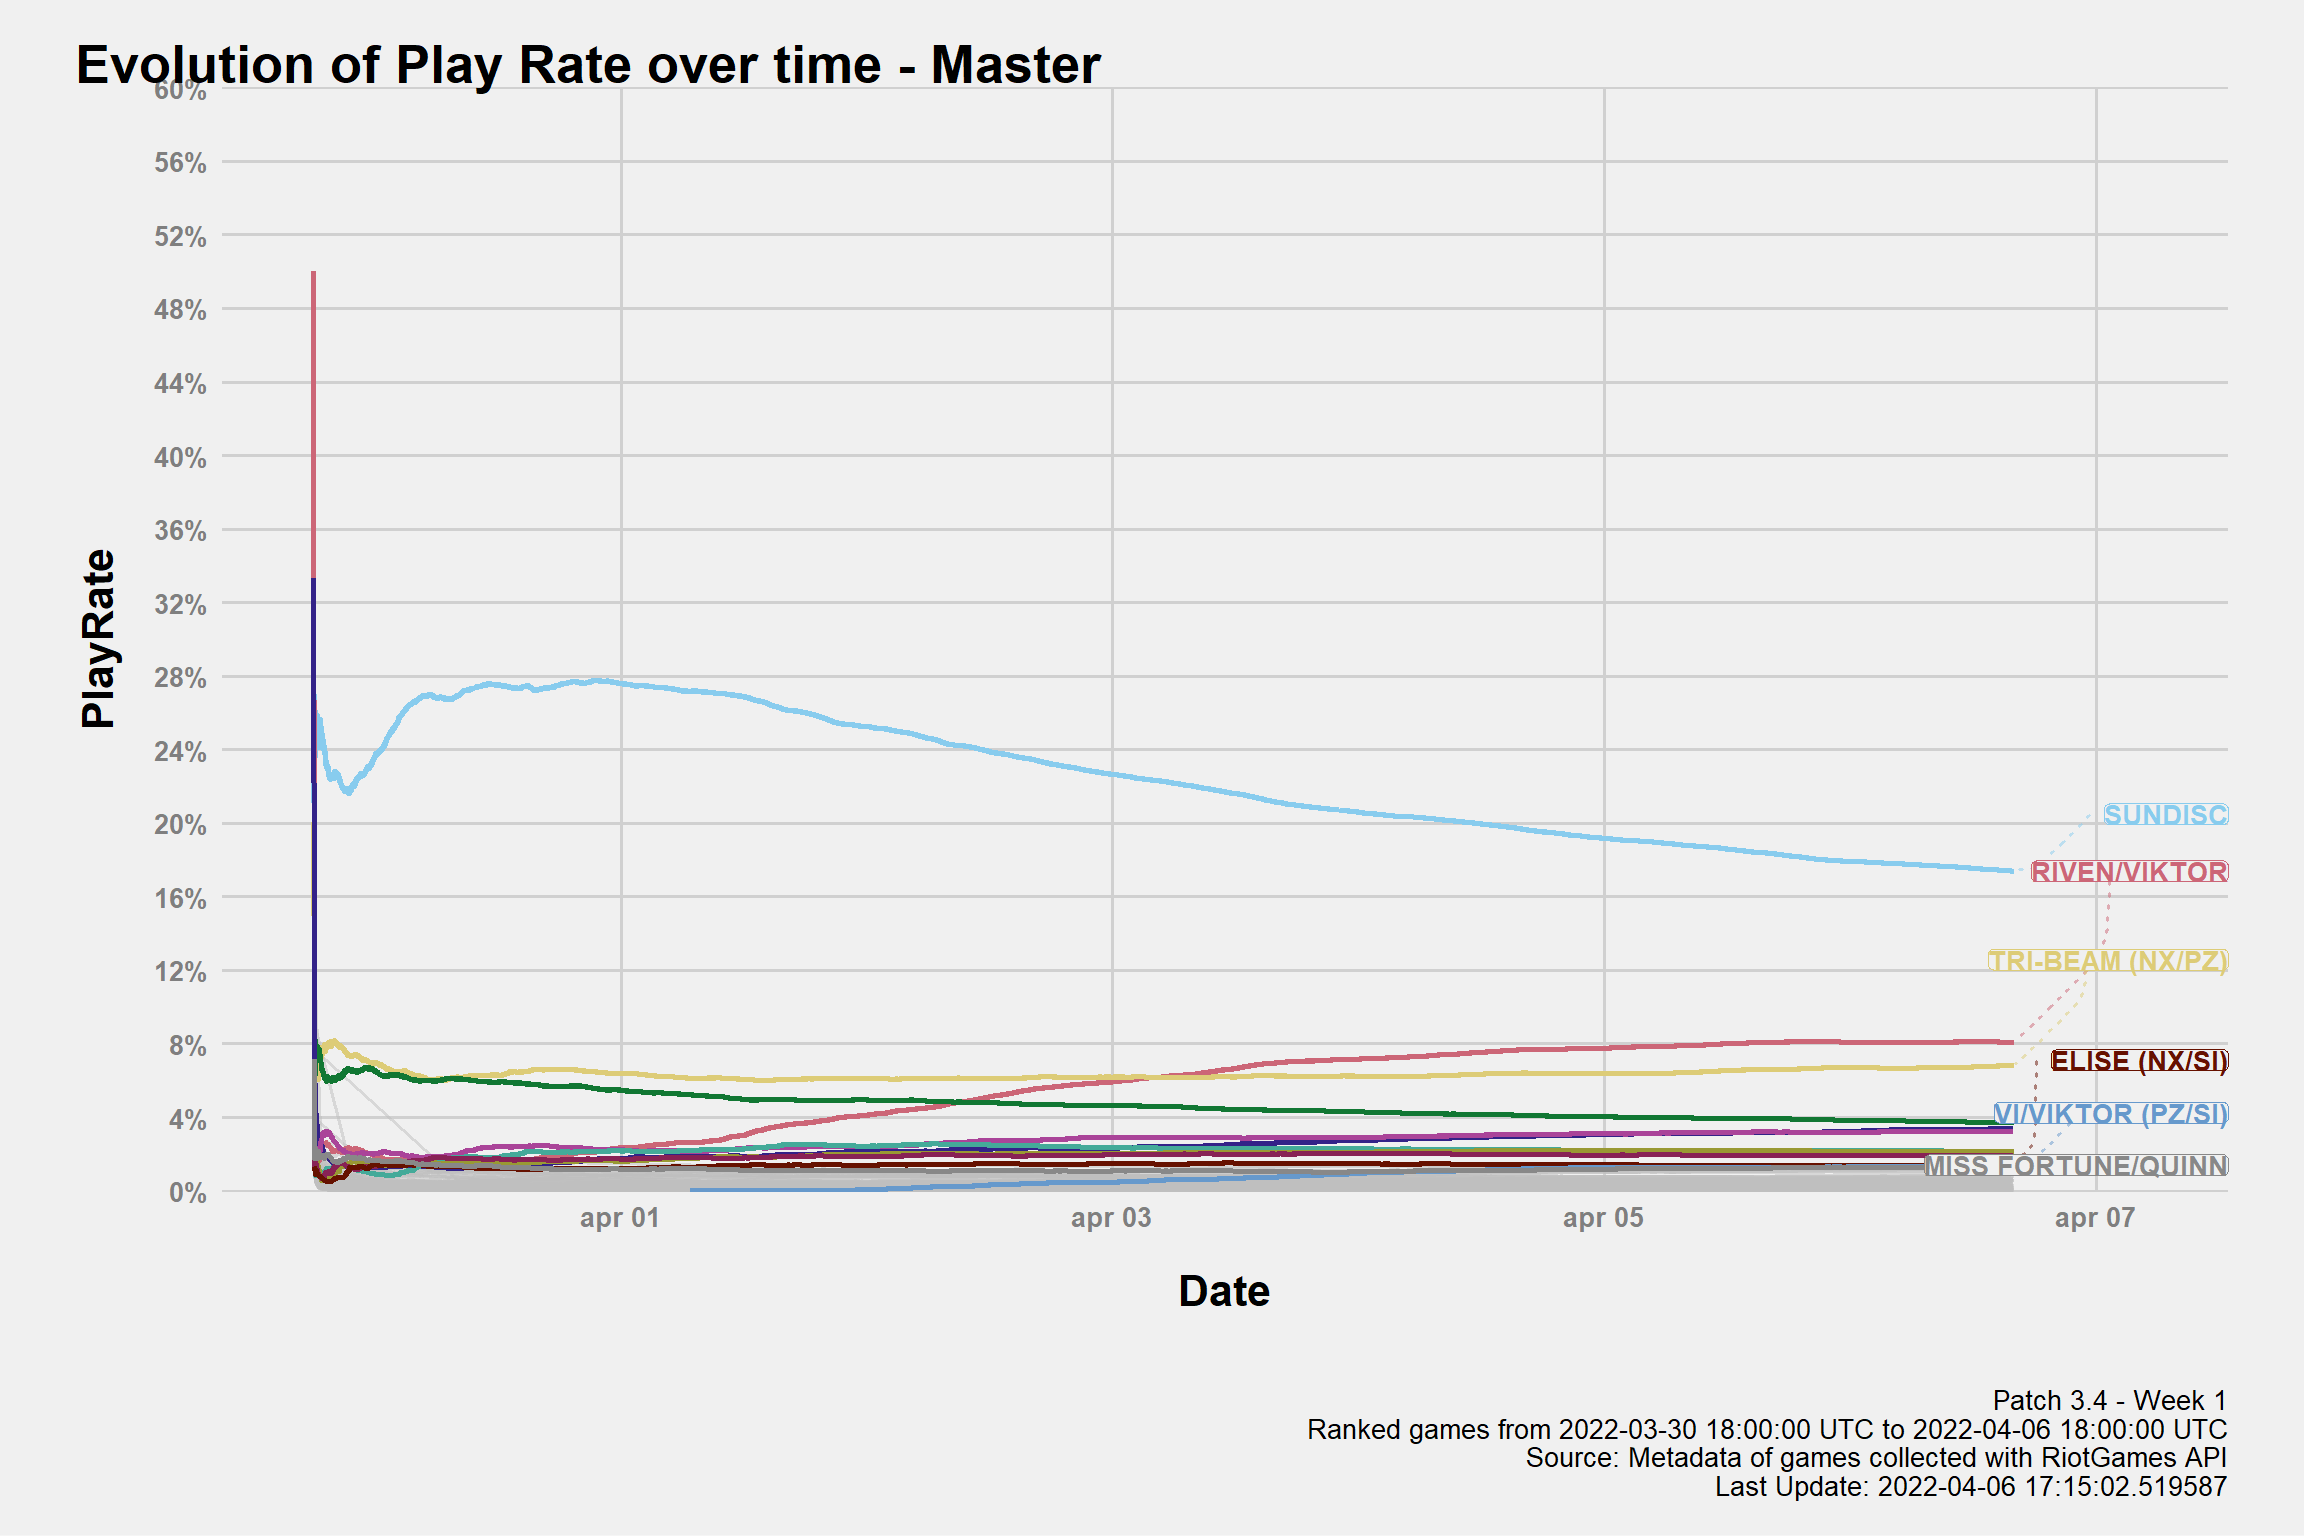 Evolution of Play Rate over time - Master
60%
56%
52%
48%
44%
40%
36%
32%
28%
24%
20%
16%
12%
8%
4%
0%
PlayRate
SUNDISC
RIVEN/VIKTOR
TRI-BEAM (NX/PZ)
ELISE (NX/SI)
VI/VIKTOR (PZ/SI)
MISS FORTUNE/QUINN
apr 01
apr 03
apr 05
apr 07
Date
Patch 3.4 - Week 1
Ranked games from 2022-03-30 18:00:00 UTC to 2022-04-06 18:00:00 UTC
Source: Metadata of games collected with RiotGames API
Last Update: 2022-04-06 17:15:02.519587